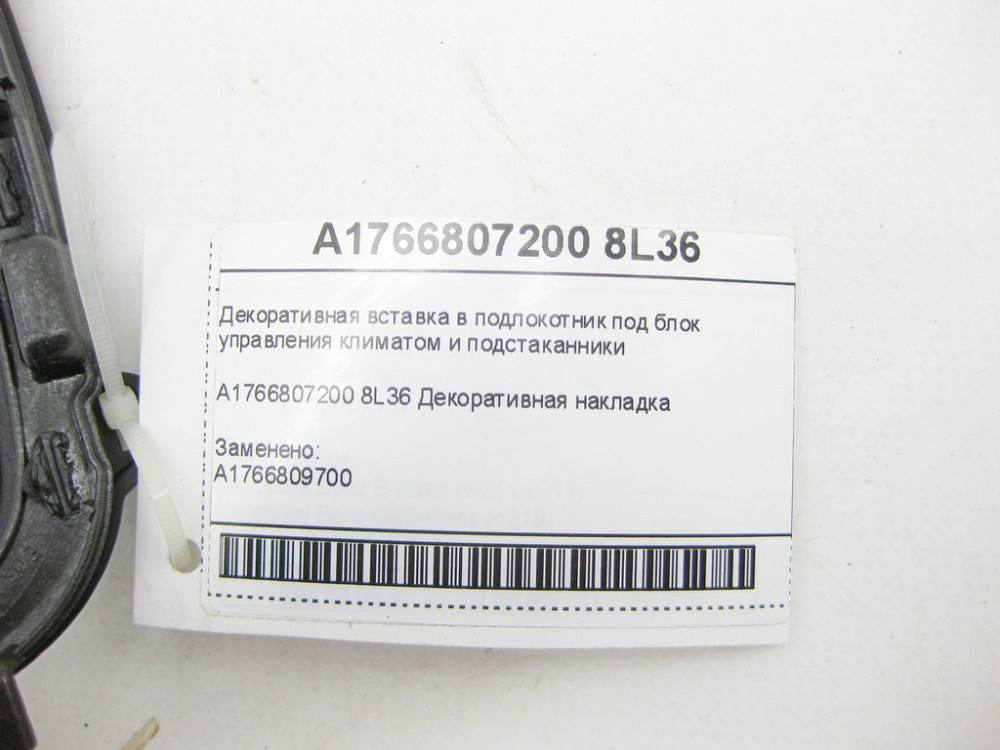 A1766807200 8L36
Декоративная вставка в подлокотник под блок
управления климатом и подстаканники
A1766807200 8L36 Декоративная накладка
Заменено:
A1766809700